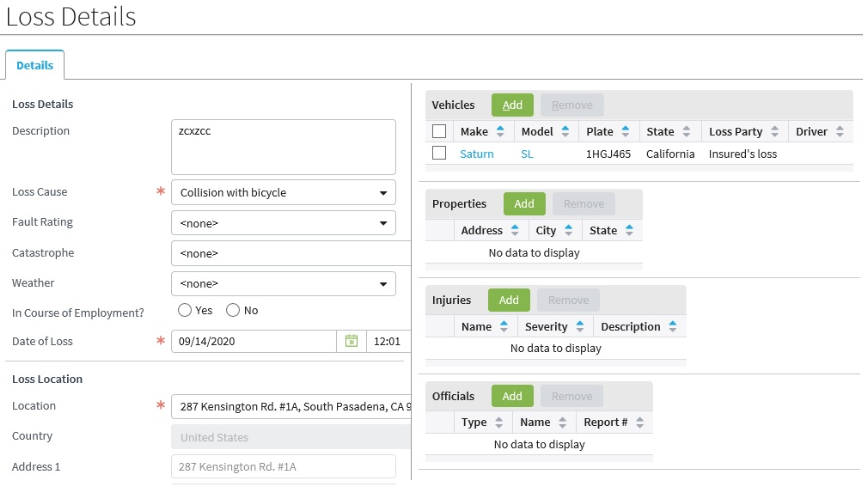 Loss Details
Details
Loss Details
Description
zcxzcc
Loss Cause
*
Collision with bicycle
Fault Rating
<none>
Catastrophe
<none>
Weather
<none>
In Course of Employment?
Yes
No
Date of Loss
*
09/14/2020
12:01
Loss Location
Location
*
287 Kensington Rd. #1A, South Pasadena, CA 9
Country
United States
Address 1
287 Kensington Rd. #1A
Vehicles Add Remove
Make Model Plate State Loss Party Driver
Saturn SL 1HGJ465 California Insured's loss
Properties Add Remove
Address City State
No data to display
Injuries Add Remove
Name Severity Description
No data to display
Officials Add Remove
Type Name Report #
No data to display